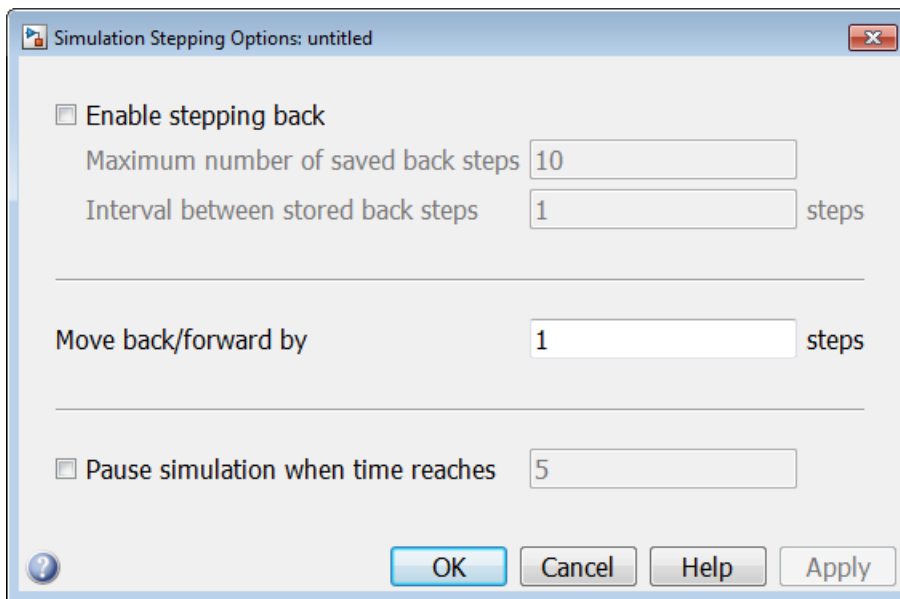 Simulation Stepping Options: untitled
Enable stepping back
Maximum number of saved back steps 10
Interval between stored back steps 1 steps
Move back/forward by 1 steps
Pause simulation when time reaches 5
? OK Cancel Help Apply